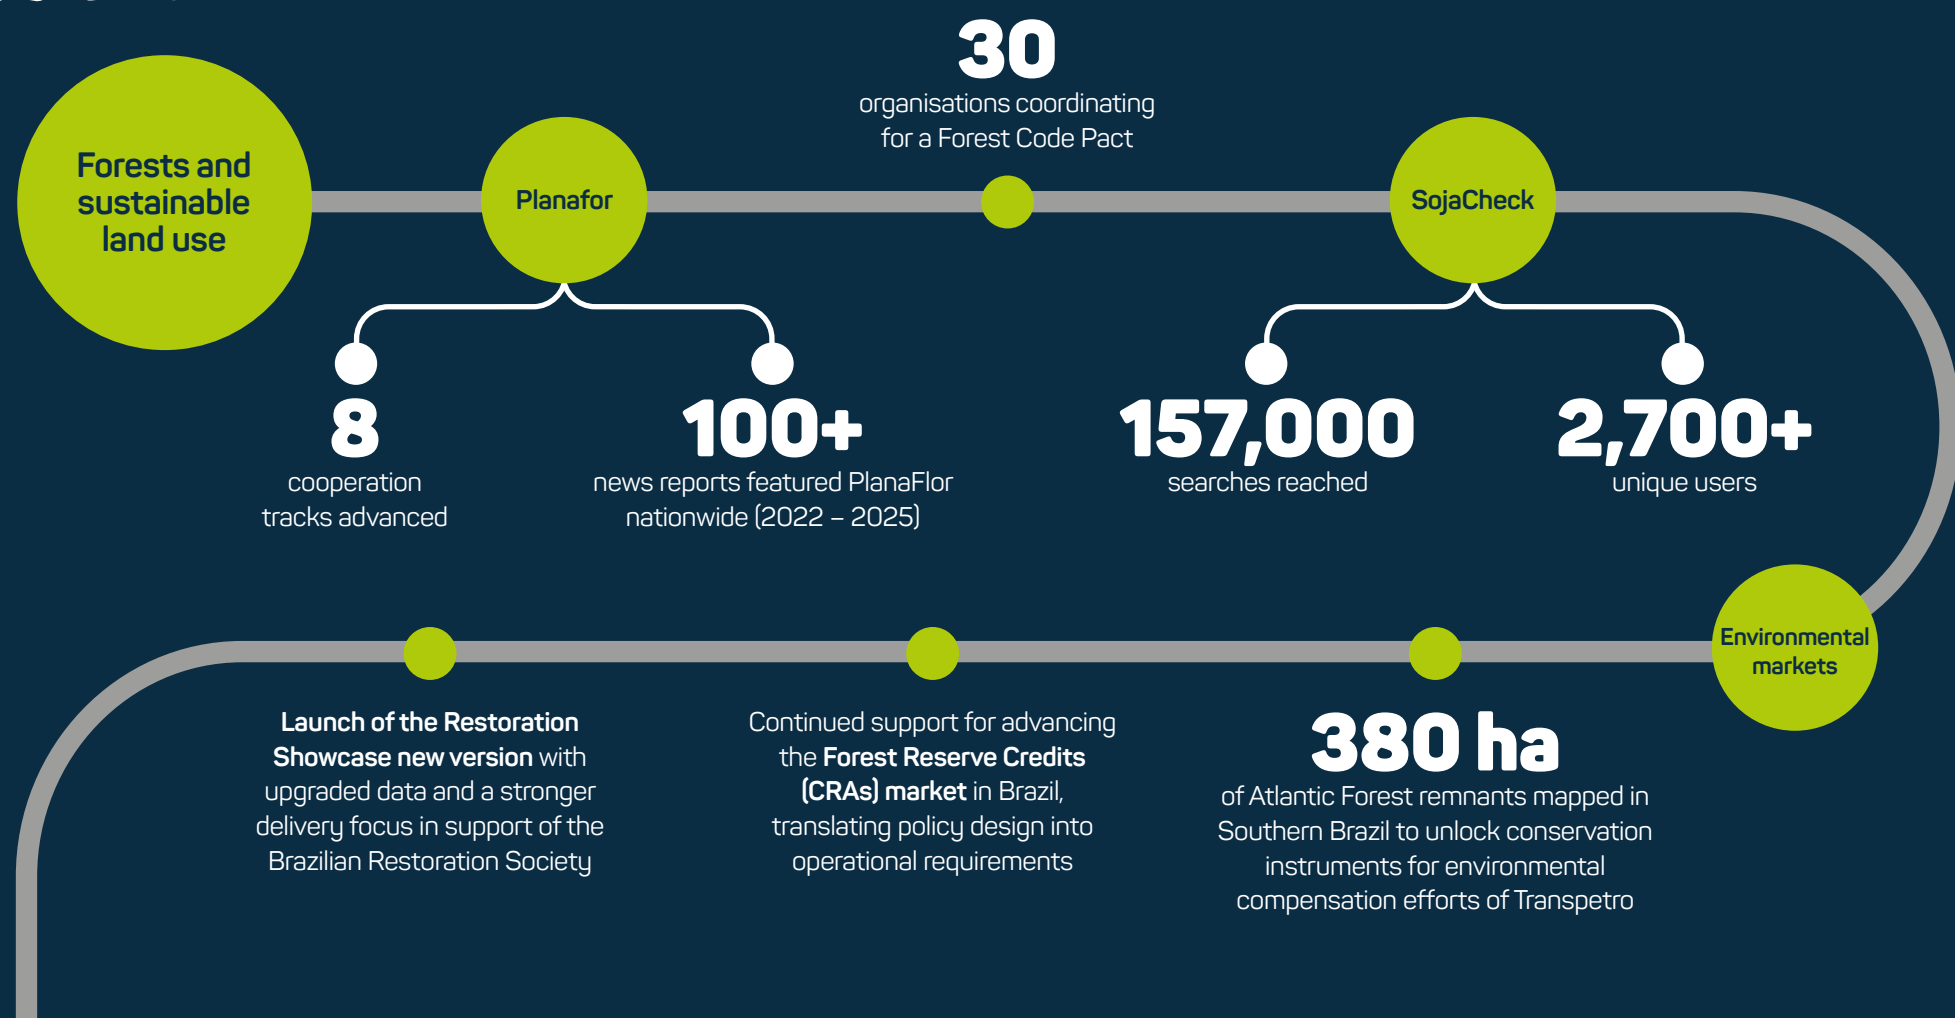 Forests and
sustainable
land use
Planafor
30
organisations coordinating
for a Forest Code Pact
SojaCheck
8
cooperation
tracks advanced
100+
news reports featured PlanaFlor
nationwide (2022 – 2025)
157,000
searches reached
2,700+
unique users
Environmental
markets
380 ha
of Atlantic Forest remnants mapped in
Southern Brazil to unlock conservation
instruments for environmental
compensation efforts of Transpetro
Continued support for advancing
the Forest Reserve Credits
(CRAs) market in Brazil,
translating policy design into
operational requirements
Launch of the Restoration
Showcase new version with
upgraded data and a stronger
delivery focus in support of the
Brazilian Restoration Society